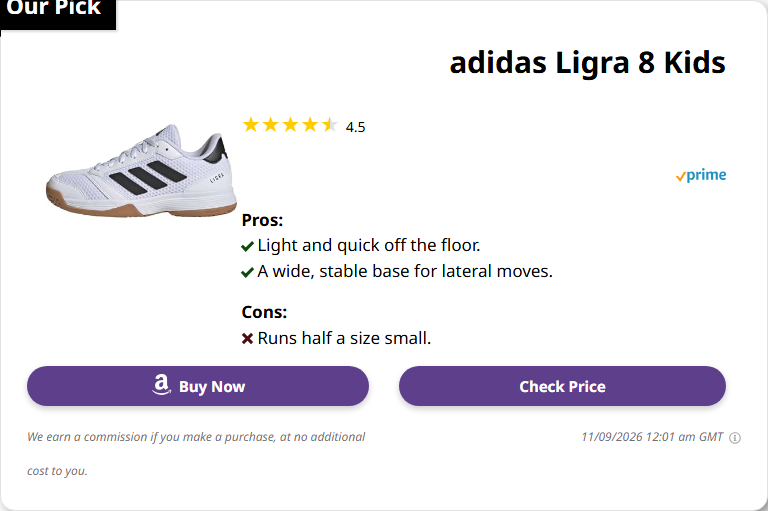 Our Pick
adidas Ligra 8 Kids
4.5
prime
LIGRA
Pros:
Light and quick off the floor.
A wide, stable base for lateral moves.
Cons:
Runs half a size small.
Buy Now
Check Price
We earn a commission if you make a purchase, at no additional
cost to you.
11/09/2026 12:01 am GMT